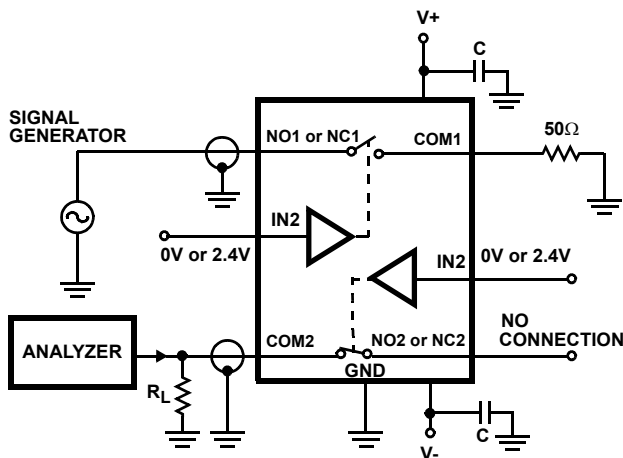 V+
C
SIGNAL
GENERATOR
NO1 or NC1
COM1
50Ω
IN2
0V or 2.4V
IN2
0V or 2.4V
ANALYZER
COM2
NO2 or NC2
NO
CONNECTION
GND
RL
C
V-